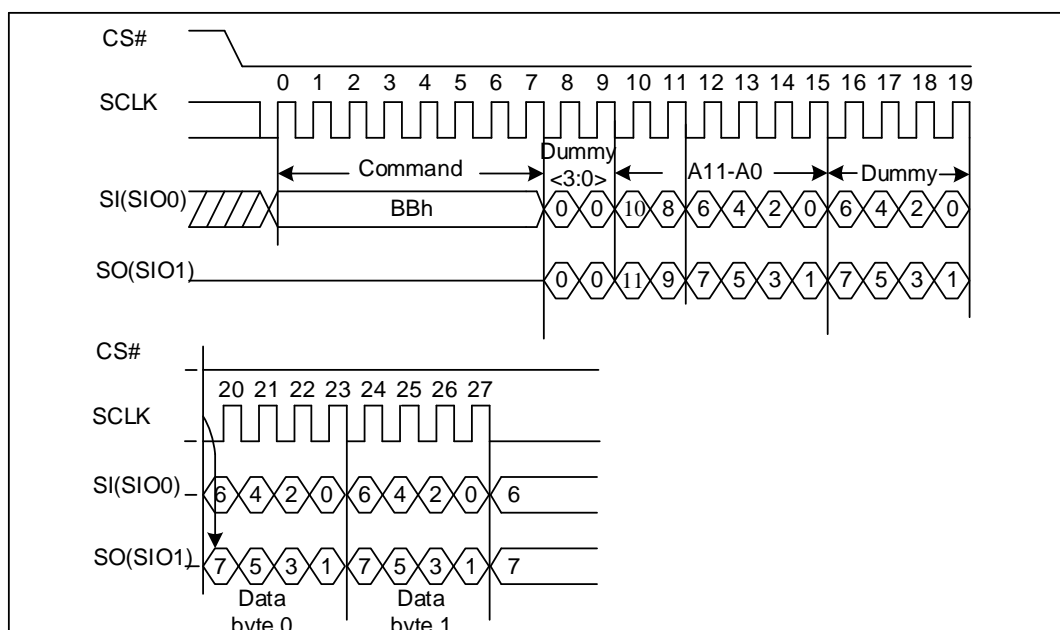 CS#
0 1 2 3 4 5 6 7 8 9 10 11 12 13 14 15 16 17 18 19
SCLK
Command Dummy <3:0> A11-A0 Dummy
SI(SIO0) BBh 0 0 10 8 6 4 2 0 6 4 2 0
SO(SIO1) 0 0 11 9 7 5 3 1 7 5 3 1
CS#
20 21 22 23 24 25 26 27
SCLK
SI(SIO0) 6 4 2 0 6 4 2 0 6
SO(SIO1) 7 5 3 1 7 5 3 1 7
Data Data
byte 0 byte 1